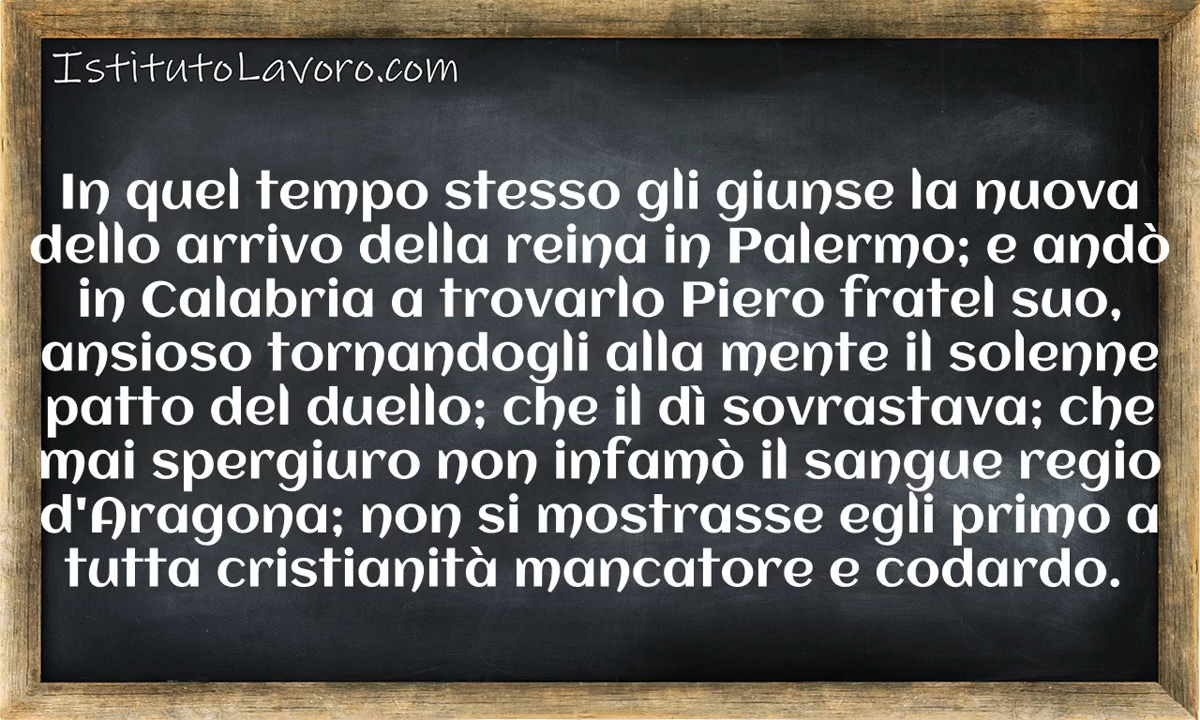 IstitutoLavoro.com
In quel tempo stesso gli giunse la nuova
dello arrivo della reina in Palermo; e andò
in Calabria a trovarlo Piero fratel suo,
ansioso tornandogli alla mente il solenne
patto del duello; che il dì sovrastava; che
mai spergiuro non infamò il sangue regio
d'Aragona; non si mostrasse egli primo a
tutta cristianità mancatore e codardo.